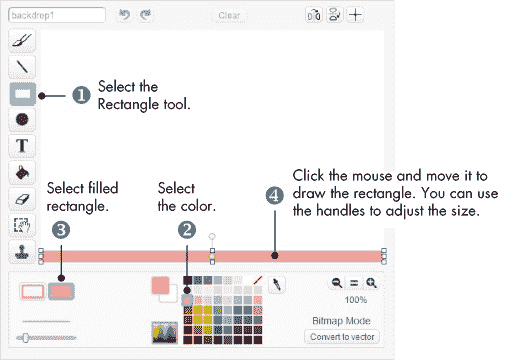 backdrop1
Clear
1 Select the
Rectangle tool.
T
Select filled
rectangle.
3
Select
the color.
2
4
Click the mouse and move it to
draw the rectangle. You can use
the handles to adjust the size.
100%
Bitmap Mode
Convert to vector